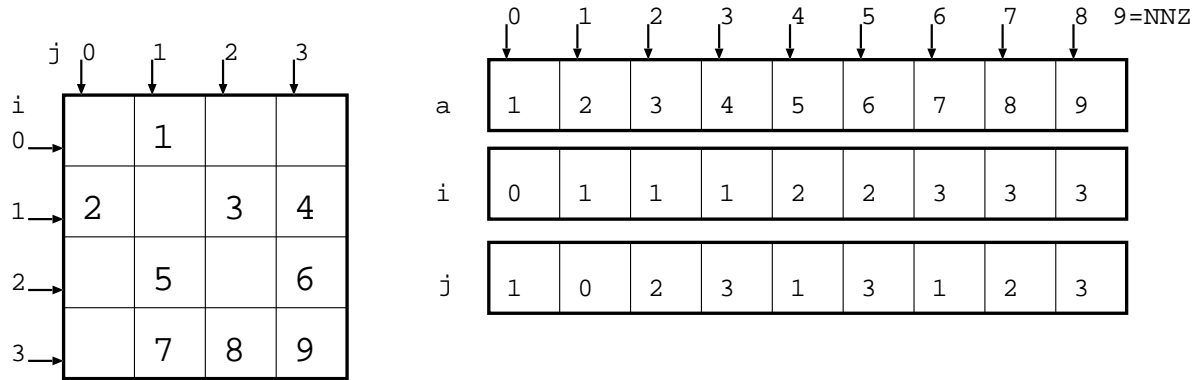 j 0 1 2 3
i
0 1
1 2 3 4
2 5 6
3 7 8 9
0 1 2 3 4 5 6 7 8 9=NNZ
a 1 2 3 4 5 6 7 8 9
i 0 1 1 1 2 2 3 3 3
j 1 0 2 3 1 3 1 2 3